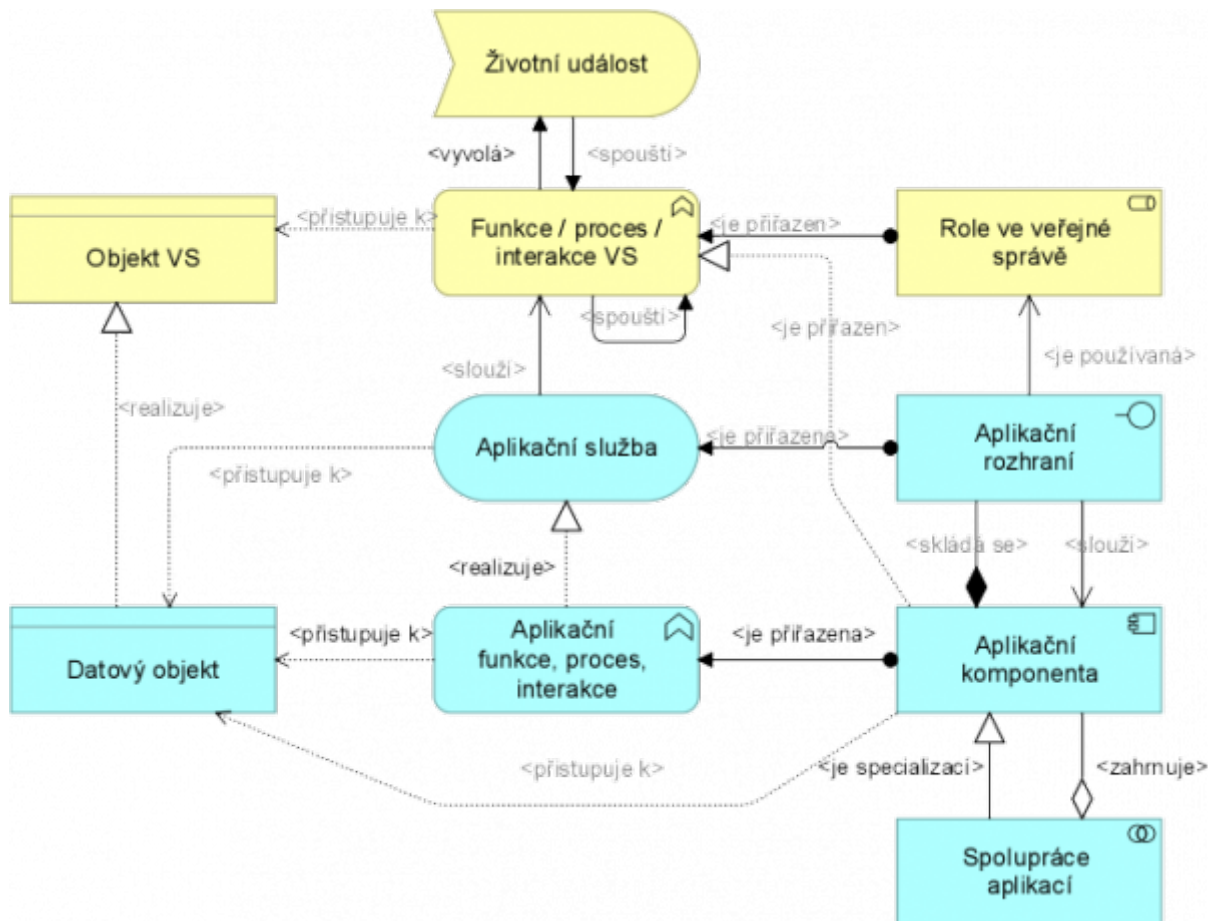 Životní událost
<vyvolá>
<spouští>
<přistupuje k>
Funkce / proces /
interakce VS
<je přiřazen>
Role ve veřejné
správě
Objekt VS
<spouští>
<je přiřazen>
<slouží>
<je používaná>
<realizuje>
Aplikační služba
<je přiřazena>
Aplikační
rozhraní
<přistupuje k>
<skládá se>
<slouží>
<realizuje>
Datový objekt
<přistupuje k>
Aplikační
funkce, proces,
interakce
<je přiřazena>
Aplikační
komponenta
<přistupuje k>
<je specializací>
<zahrnuje>
Spolupráce
aplikací